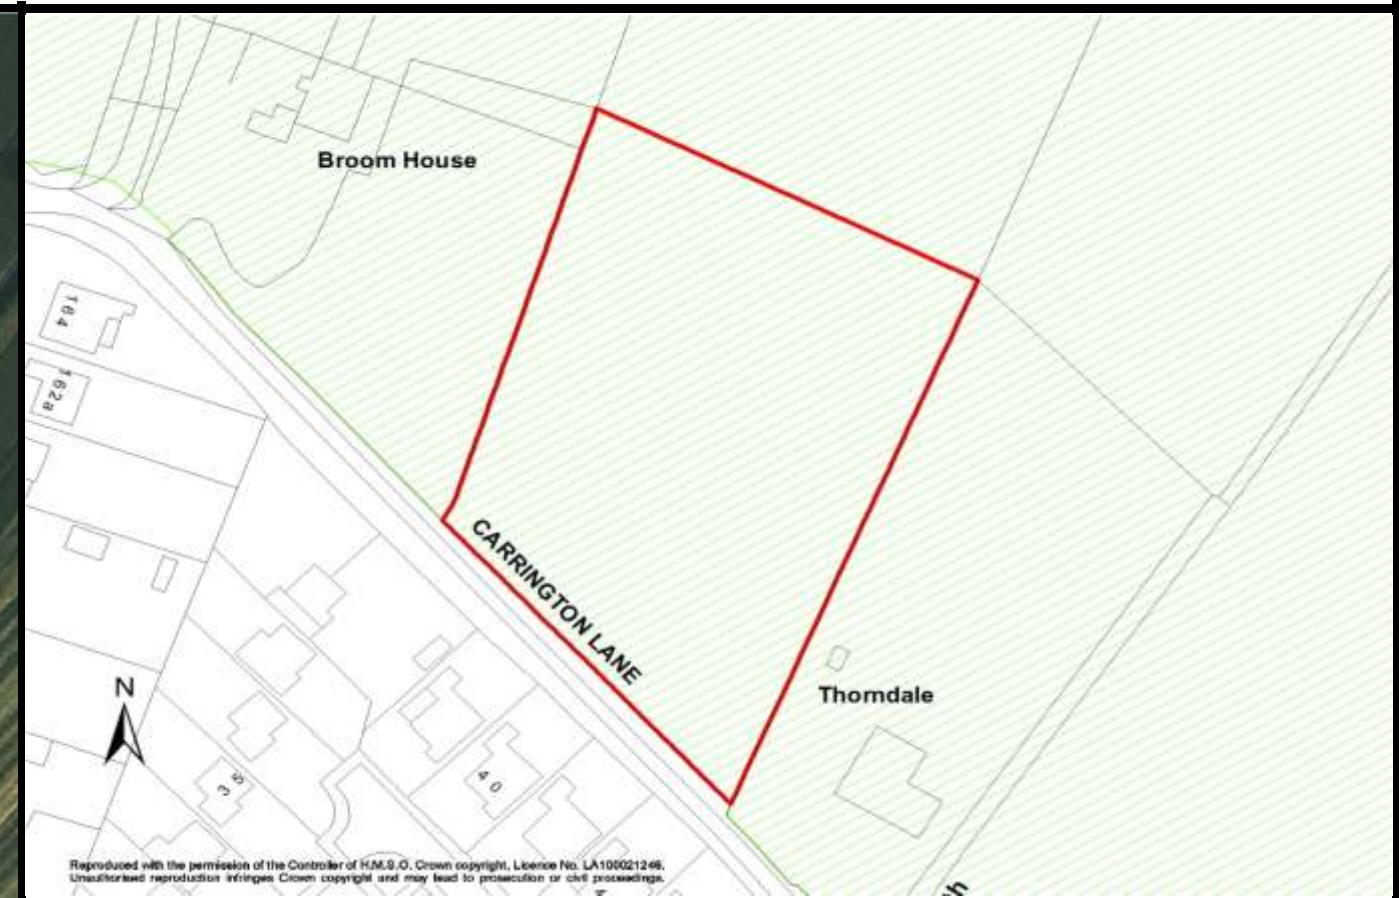 Broom House
164
162a
CARRINGTON LANE
N
Thorndale
40
Reproduced with the permission of the Controller of H.M.S.O. Crown copyright, Licence No. LA100021246.
Unauthorised reproduction infringes Crown copyright and may lead to prosecution or civil proceedings.